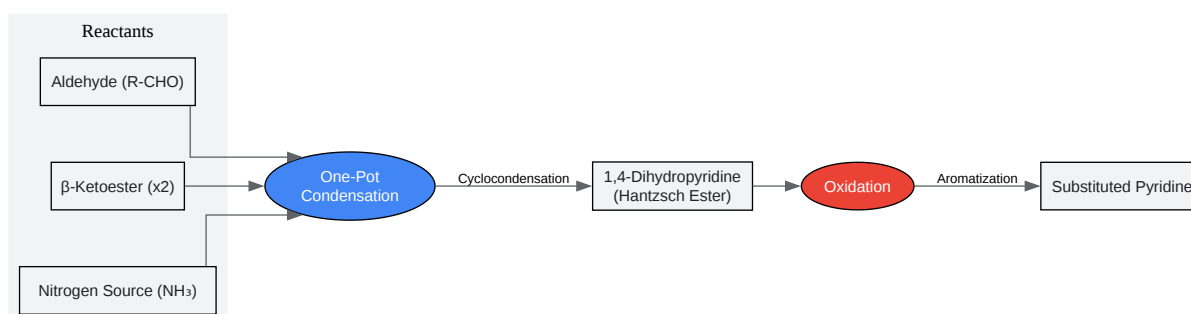 Reactants
Aldehyde (R-CHO)
β-Ketoester (x2)
Nitrogen Source (NH₃)
One-Pot
Condensation
Cyclocondensation
1,4-Dihydropyridine
(Hantzsch Ester)
Oxidation
Aromatization
Substituted Pyridine